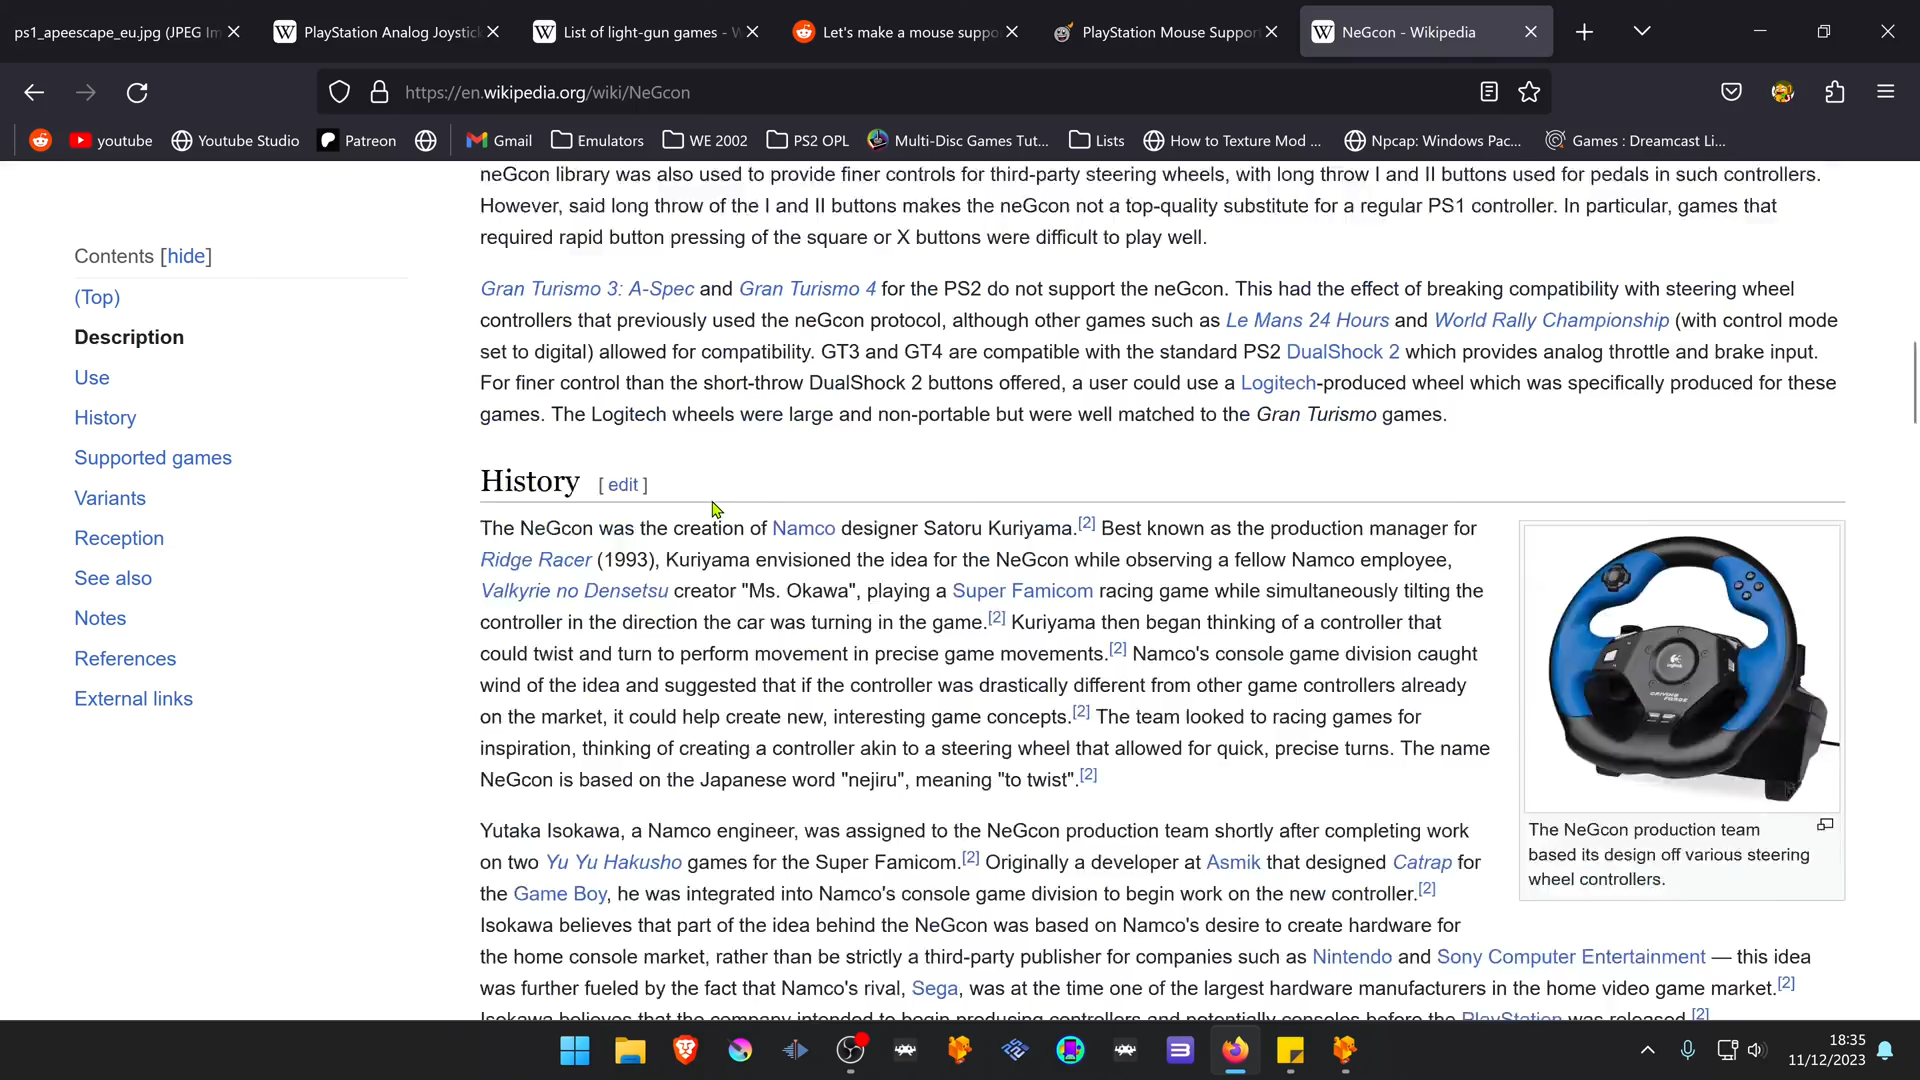 ps1_apeescape_eu.jpg (JPEG Im
PlayStation Analog Joystick
List of light-gun games - W
Let's make a mouse suppo
PlayStation Mouse Suppor
NeGcon - Wikipedia
https://en.wikipedia.org/wiki/NeGcon
youtube
Youtube Studio
Patreon
Gmail
Emulators
WE 2002
PS2 OPL
Multi-Disc Games Tut...
Lists
How to Texture Mod ...
Npcap: Windows Pac...
Games : Dreamcast Li...
Contents [hide]
(Top)
Description
Use
History
Supported games
Variants
Reception
See also
Notes
References
External links
neGcon library was also used to provide finer controls for third-party steering wheels, with long throw I and II buttons used for pedals in such controllers.
However, said long throw of the I and II buttons makes the neGcon not a top-quality substitute for a regular PS1 controller. In particular, games that
required rapid button pressing of the square or X buttons were difficult to play well.
Gran Turismo 3: A-Spec and Gran Turismo 4 for the PS2 do not support the neGcon. This had the effect of breaking compatibility with steering wheel
controllers that previously used the neGcon protocol, although other games such as Le Mans 24 Hours and World Rally Championship (with control mode
set to digital) allowed for compatibility. GT3 and GT4 are compatible with the standard PS2 DualShock 2 which provides analog throttle and brake input.
For finer control than the short-throw DualShock 2 buttons offered, a user could use a Logitech-produced wheel which was specifically produced for these
games. The Logitech wheels were large and non-portable but were well matched to the Gran Turismo games.
History [ edit ]
The NeGcon was the creation of Namco designer Satoru Kuriyama.[2] Best known as the production manager for
Ridge Racer (1993), Kuriyama envisioned the idea for the NeGcon while observing a fellow Namco employee,
Valkyrie no Densetsu creator "Ms. Okawa", playing a Super Famicom racing game while simultaneously tilting the
controller in the direction the car was turning in the game.[2] Kuriyama then began thinking of a controller that
could twist and turn to perform movement in precise game movements.[2] Namco's console game division caught
wind of the idea and suggested that if the controller was drastically different from other game controllers already
on the market, it could help create new, interesting game concepts.[2] The team looked to racing games for
inspiration, thinking of creating a controller akin to a steering wheel that allowed for quick, precise turns. The name
NeGcon is based on the Japanese word "nejiru", meaning "to twist".[2]
The NeGcon production team
based its design off various steering
wheel controllers.
Yutaka Isokawa, a Namco engineer, was assigned to the NeGcon production team shortly after completing work
on two Yu Yu Hakusho games for the Super Famicom.[2] Originally a developer at Asmik that designed Catrap for
the Game Boy, he was integrated into Namco's console game division to begin work on the new controller.[2]
Isokawa believes that part of the idea behind the NeGcon was based on Namco's desire to create hardware for
the home console market, rather than be strictly a third-party publisher for companies such as Nintendo and Sony Computer Entertainment — this idea
was further fueled by the fact that Namco's rival, Sega, was at the time one of the largest hardware manufacturers in the home video game market.[2]
Isokawa believes that the company intended to begin producing controllers and potentially consoles before the PlayStation was released.[2]
18:35
11/12/2023